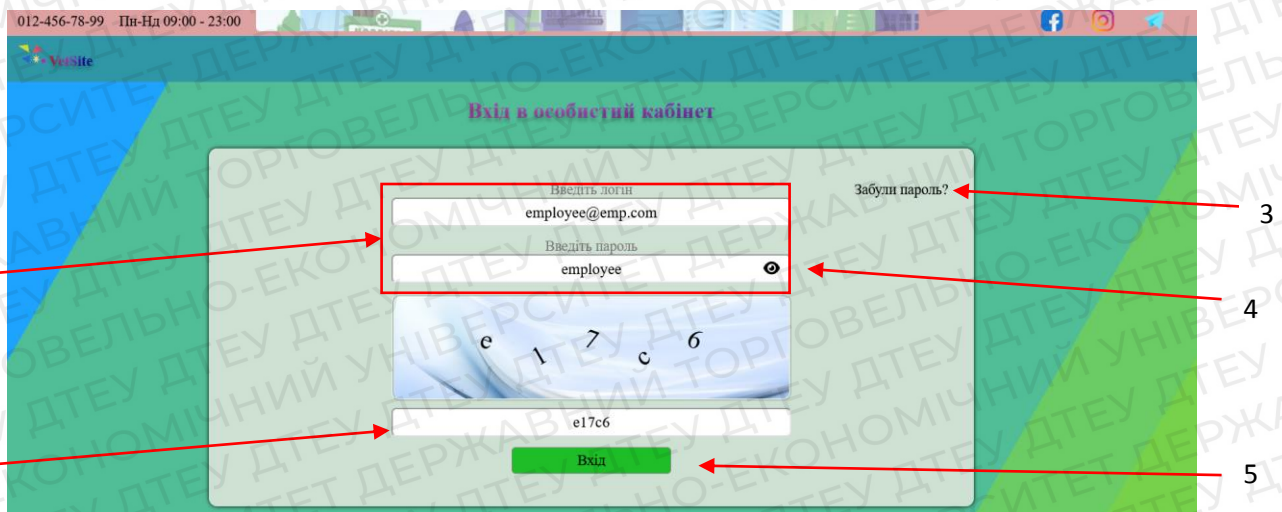 012-456-78-99 Пн-Нд 09:00 - 23:00
VetSite
Вхід в особистий кабінет
Введіть логін
Забули пароль?
employee@emp.com
3
Введіть пароль
employee
4
e 1 7 c 6
e17c6
Вхід
5